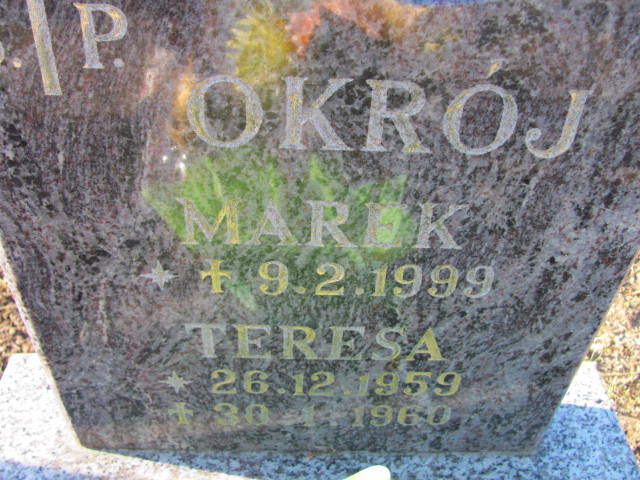 Ś. P.
OKRÓJ
MAREK
* † 9.2.1999
TERESA
* 26.12.1959
† 30.1.1960